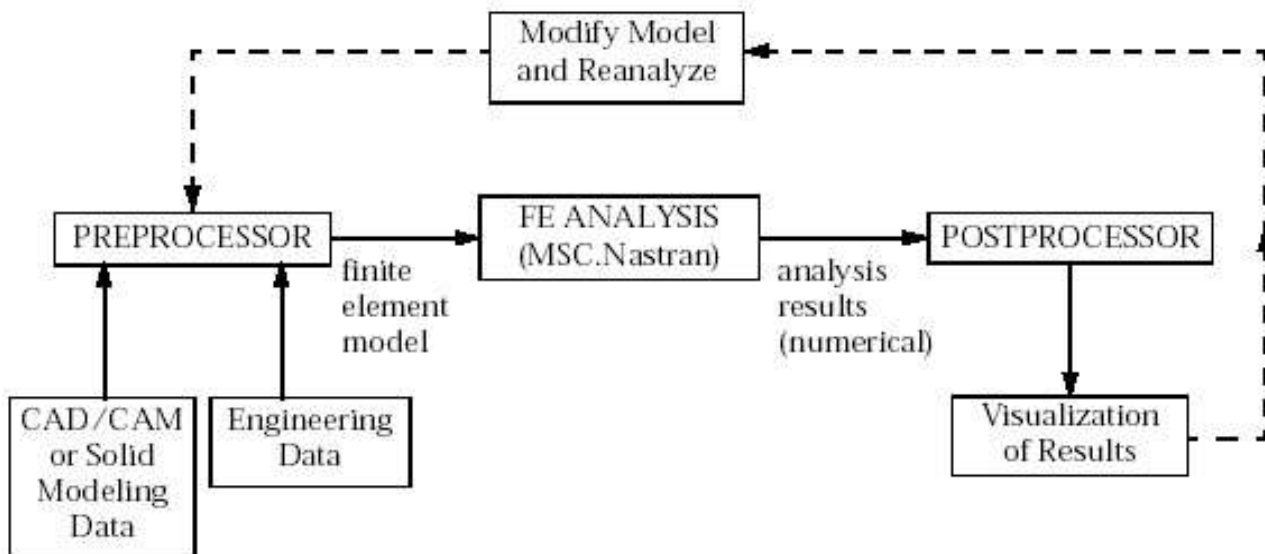 Modify Model
and Reanalyze
PREPROCESSOR
finite
element
model
FE ANALYSIS
(MSC.Nastran)
analysis
results
(numerical)
POSTPROCESSOR
CAD/CAM
or Solid
Modeling
Data
Engineering
Data
Visualization
of Results